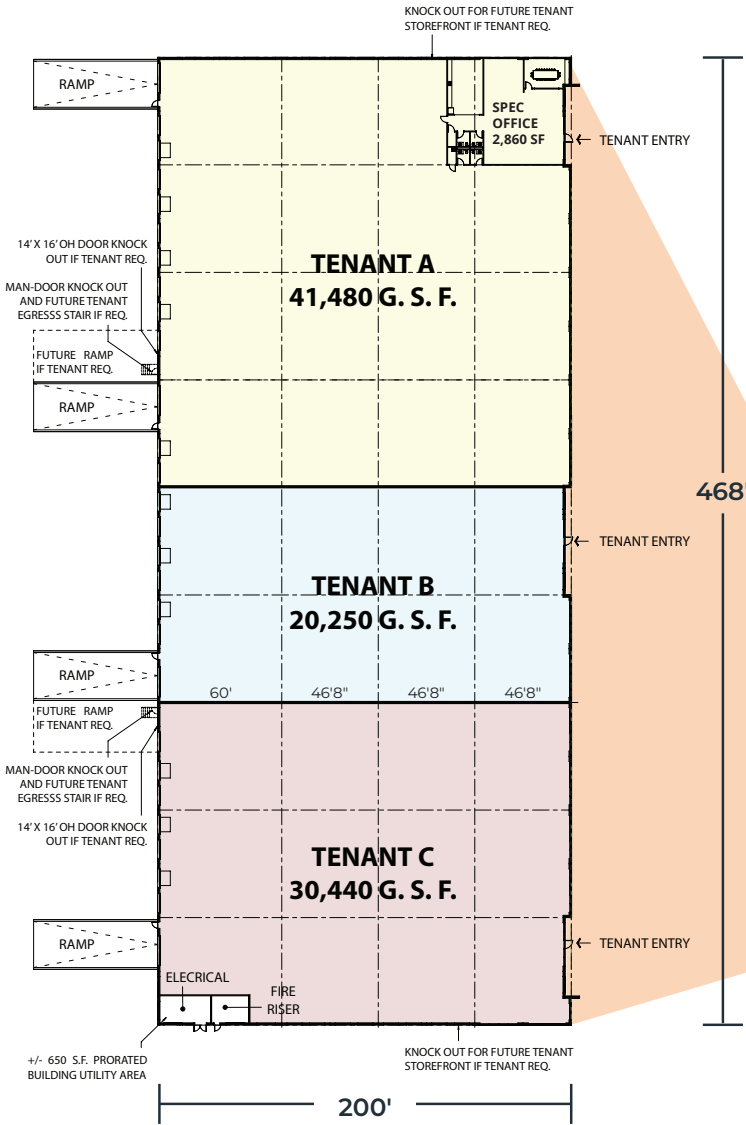 KNOCK OUT FOR FUTURE TENANT
STOREFRONT IF TENANT REQ.
RAMP
SPEC
OFFICE
2,860 SF
TENANT ENTRY
14' X 16' OH DOOR KNOCK
OUT IF TENANT REQ.
MAN-DOOR KNOCK OUT
AND FUTURE TENANT
EGRESSS STAIR IF REQ.
FUTURE RAMP
IF TENANT REQ.
RAMP
TENANT A
41,480 G. S. F.
468'
TENANT ENTRY
TENANT B
20,250 G. S. F.
RAMP
60' 46'8" 46'8" 46'8"
FUTURE RAMP
IF TENANT REQ.
MAN-DOOR KNOCK OUT
AND FUTURE TENANT
EGRESSS STAIR IF REQ.
14' X 16' OH DOOR KNOCK
OUT IF TENANT REQ.
TENANT C
30,440 G. S. F.
RAMP
TENANT ENTRY
ELECRICAL
FIRE
RISER
+/- 650 S.F. PRORATED
BUILDING UTILITY AREA
KNOCK OUT FOR FUTURE TENANT
STOREFRONT IF TENANT REQ.
200'